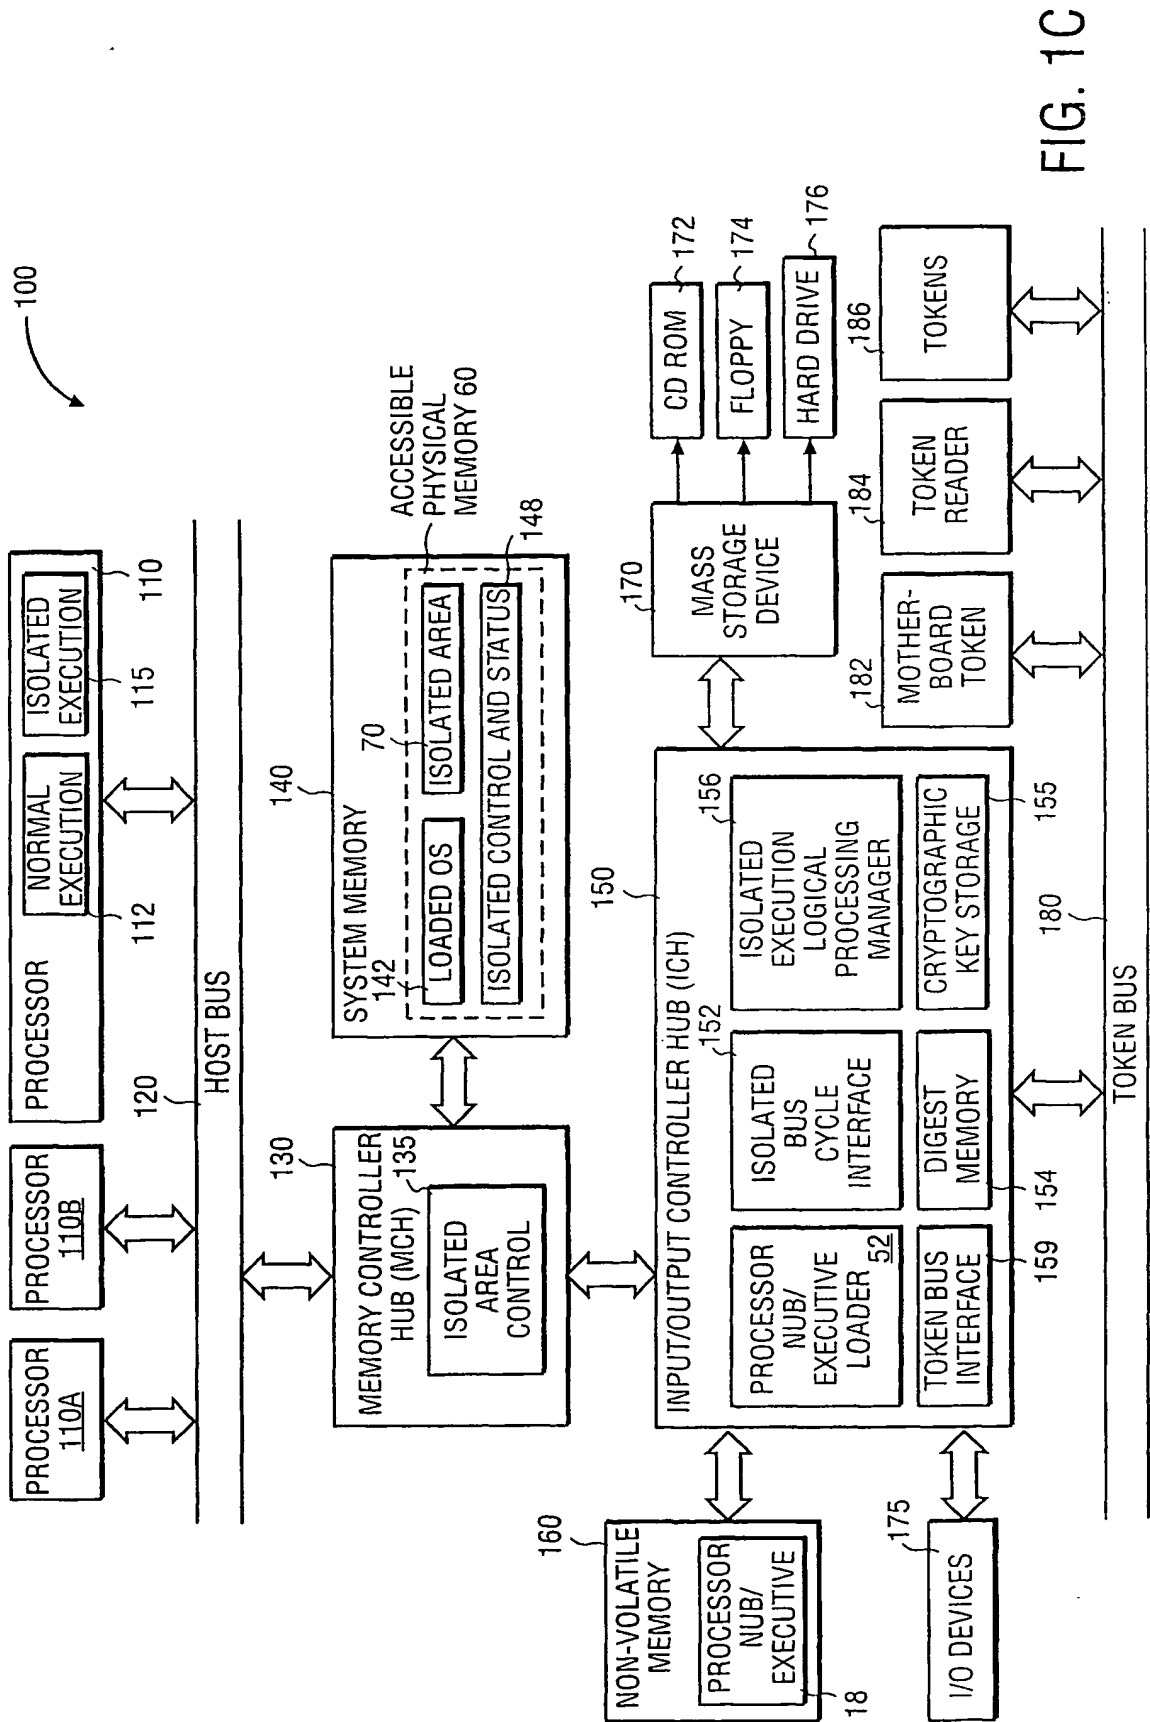 100
PROCESSOR
110A
PROCESSOR
110B
PROCESSOR
NORMAL
EXECUTION
112
ISOLATED
EXECUTION
115
110
120
HOST BUS
130
MEMORY CONTROLLER
HUB (MCH)
135
ISOLATED
AREA
CONTROL
140
SYSTEM MEMORY
142
LOADED OS
70
ISOLATED AREA
ISOLATED CONTROL AND STATUS
148
ACCESSIBLE
PHYSICAL
MEMORY 60
160
NON-VOLATILE
MEMORY
PROCESSOR
NUB/
EXECUTIVE
18
150
INPUT/OUTPUT CONTROLLER HUB (ICH)
PROCESSOR
NUB/
EXECUTIVE
LOADER
52
152
ISOLATED
BUS
CYCLE
INTERFACE
156
ISOLATED
EXECUTION
LOGICAL
PROCESSING
MANAGER
TOKEN BUS
INTERFACE
159
DIGEST
MEMORY
154
CRYPTOGRAPHIC
KEY STORAGE
155
170
MASS
STORAGE
DEVICE
CD ROM
172
FLOPPY
174
HARD DRIVE
176
175
I/O DEVICES
182
MOTHER-
BOARD
TOKEN
184
TOKEN
READER
186
TOKENS
180
TOKEN BUS
FIG. 1C